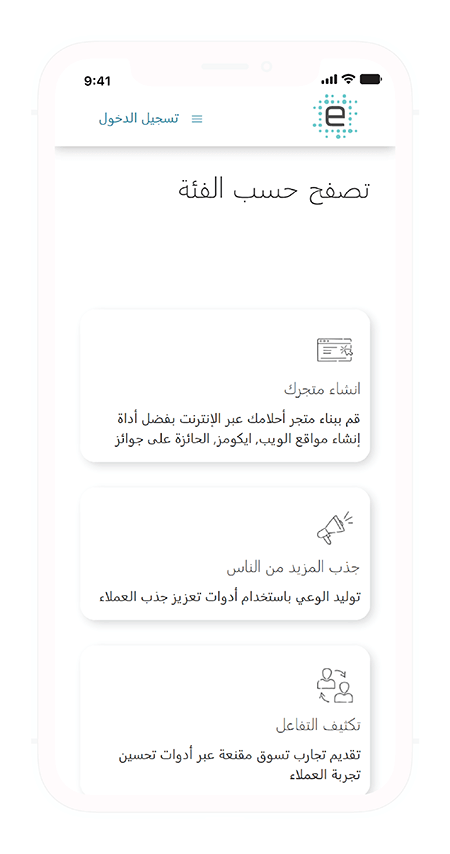 9:41
e
تسجيل الدخول
تصفح حسب الفئة
انشاء متجرك
قم ببناء متجر أحلامك عبر الإنترنت بفضل أداة
إنشاء مواقع الويب, ايكومز, الحائزة على جوائز
جذب المزيد من الناس
توليد الوعي باستخدام أدوات تعزيز جذب العملاء
تكثيف التفاعل
تقديم تجارب تسوق مقنعة عبر أدوات تحسين
تجربة العملاء